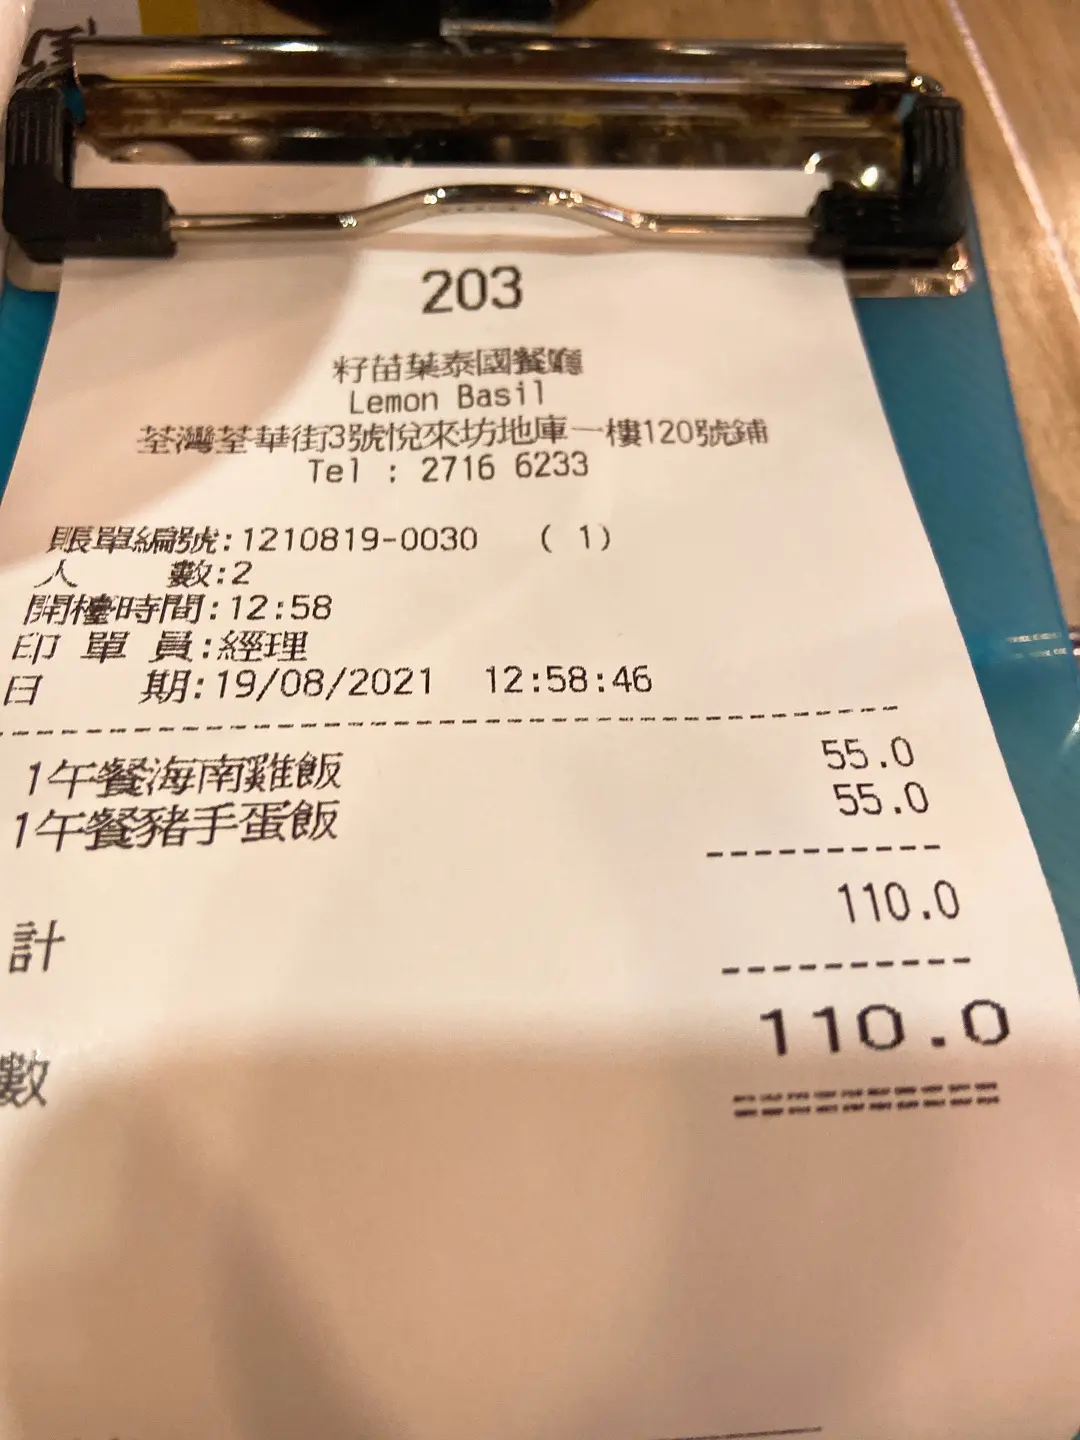 203
籽苗葉泰國餐廳
Lemon Basil
荃灣荃華街3號悅來坊地庫一樓120號鋪
Tel : 2716 6233
賬單編號:1210819-0030 ( 1)
人 數:2
開檯時間:12:58
印 單 員:經理
日 期:19/08/2021 12:58:46
1午餐海南雞飯 55.0
1午餐豬手蛋飯 55.0
計 110.0
數 110.0